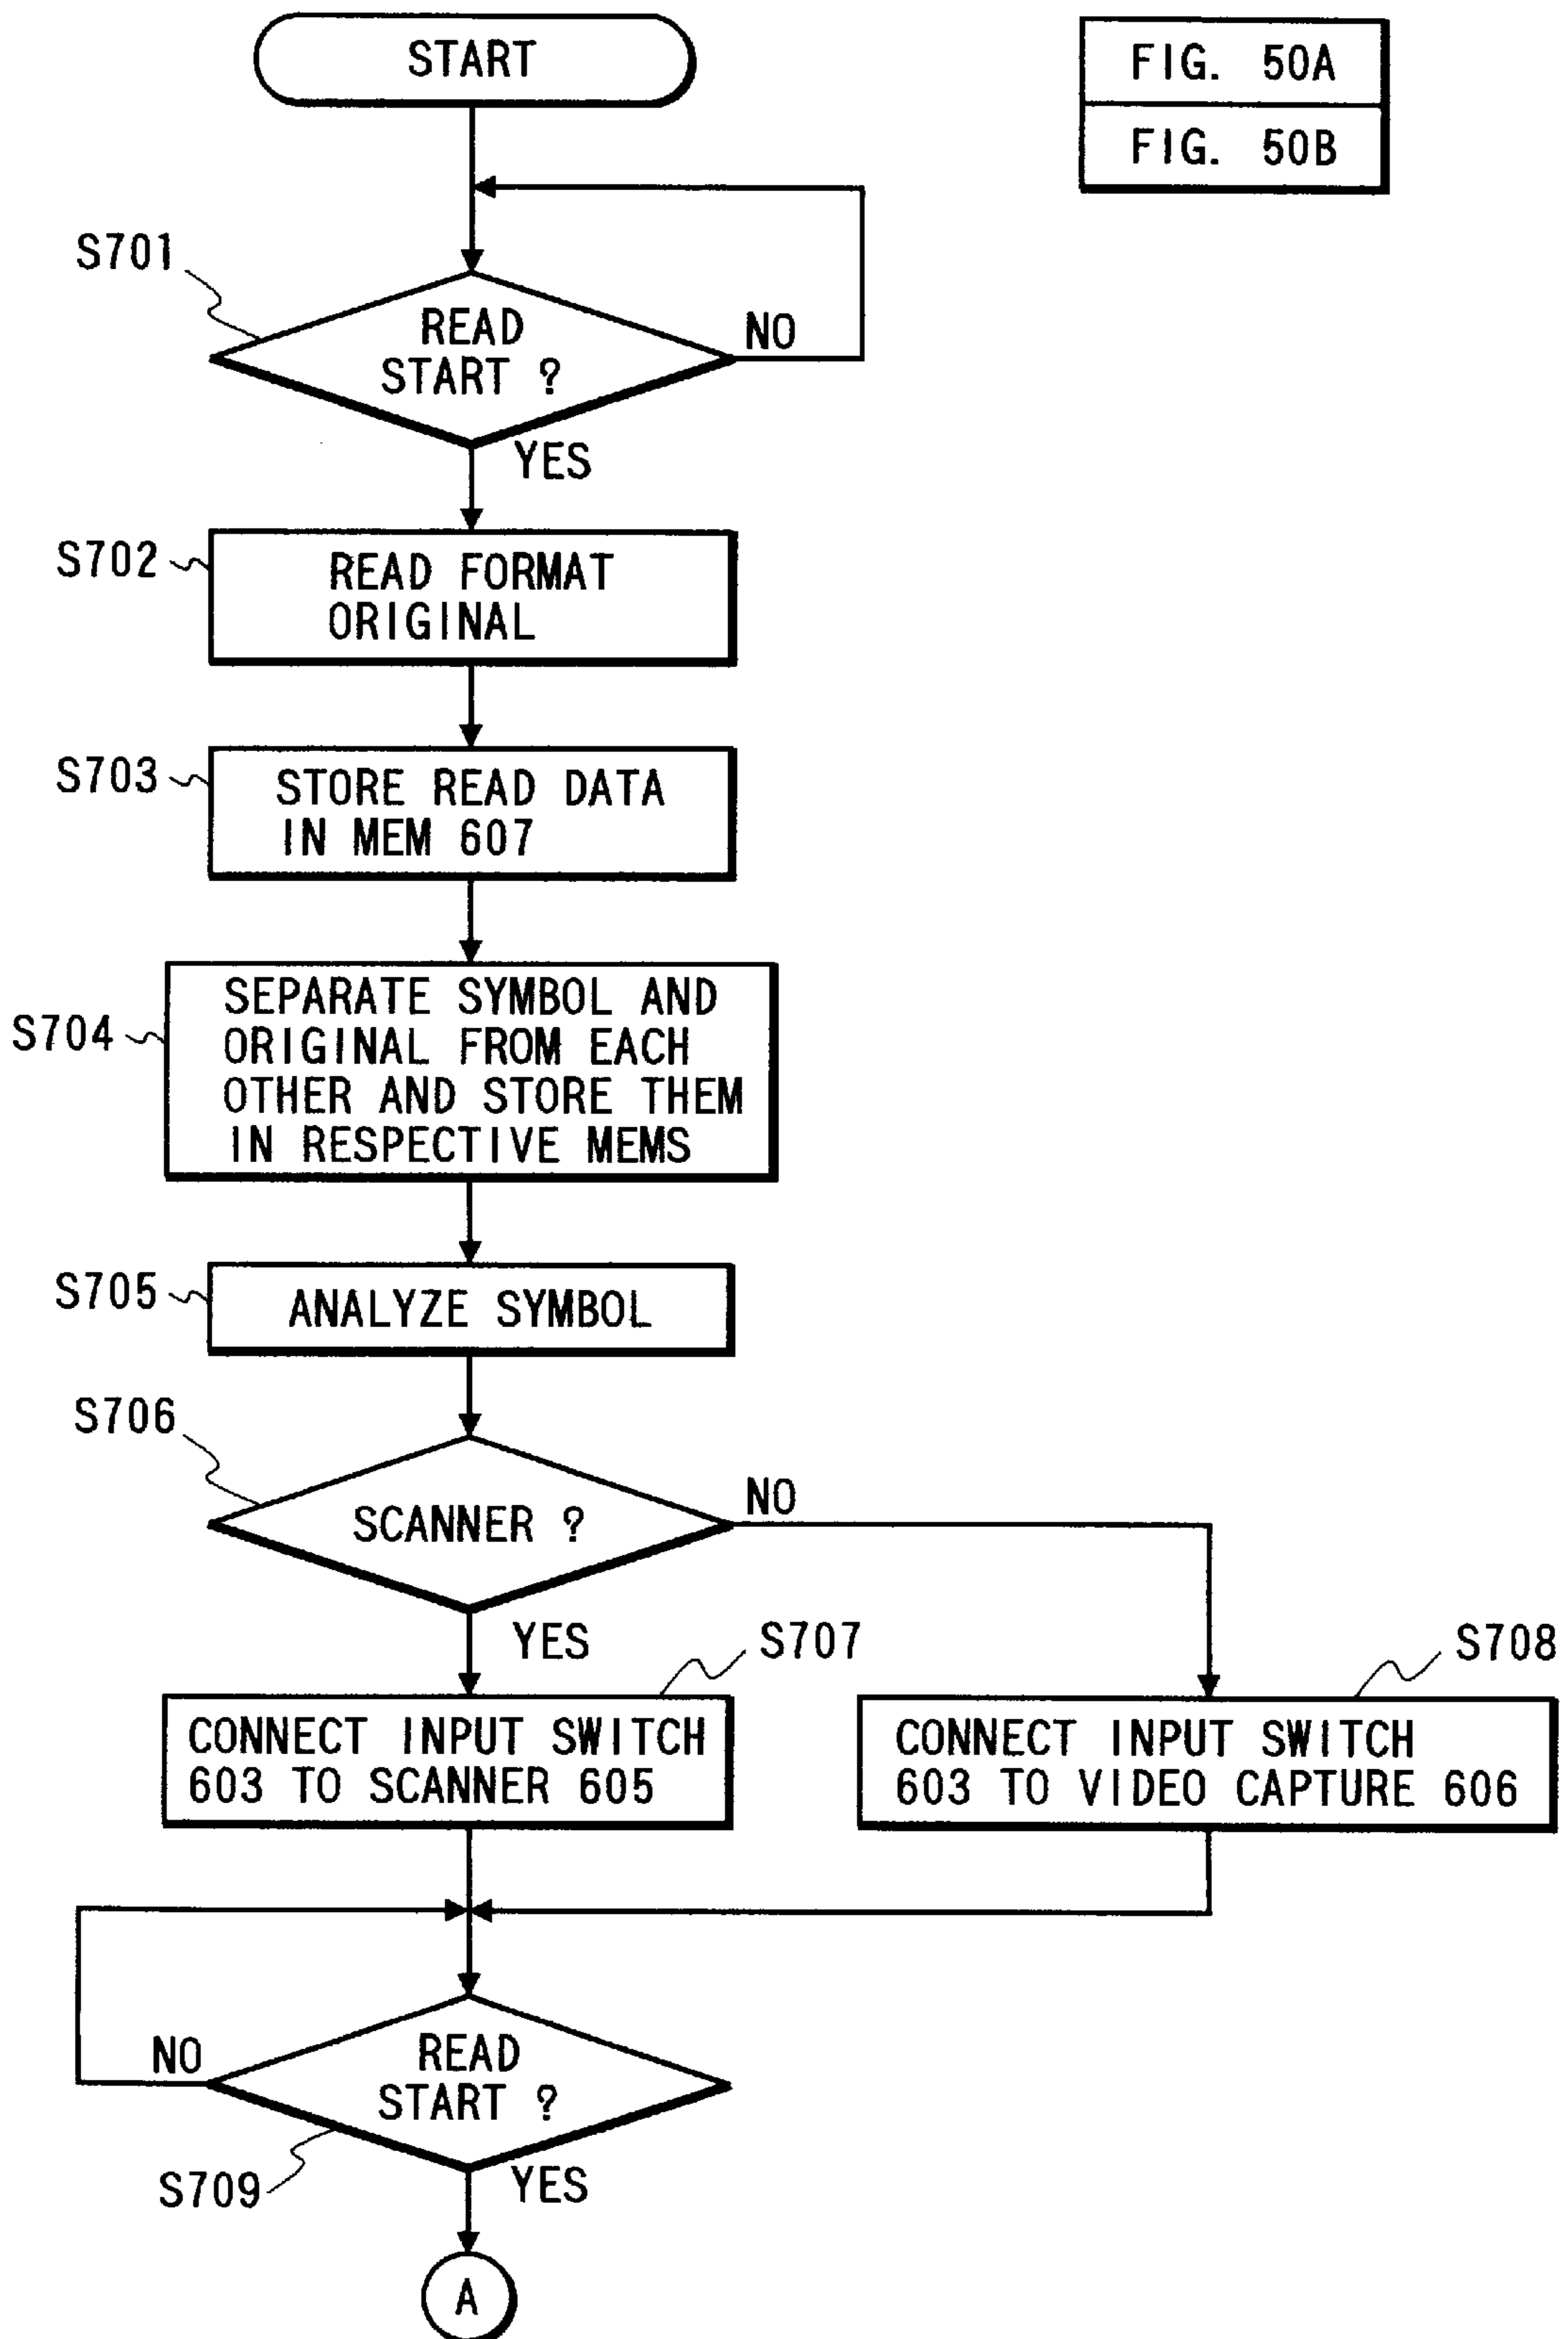 START
FIG. 50A
FIG. 50B
S701
READ
START ?
NO
YES
S702
READ FORMAT
ORIGINAL
S703
STORE READ DATA
IN MEM 607
S704
SEPARATE SYMBOL AND
ORIGINAL FROM EACH
OTHER AND STORE THEM
IN RESPECTIVE MEMS
S705
ANALYZE SYMBOL
S706
SCANNER ?
NO
YES
S707
CONNECT INPUT SWITCH
603 TO SCANNER 605
S708
CONNECT INPUT SWITCH
603 TO VIDEO CAPTURE 606
READ
START ?
NO
S709
YES
A